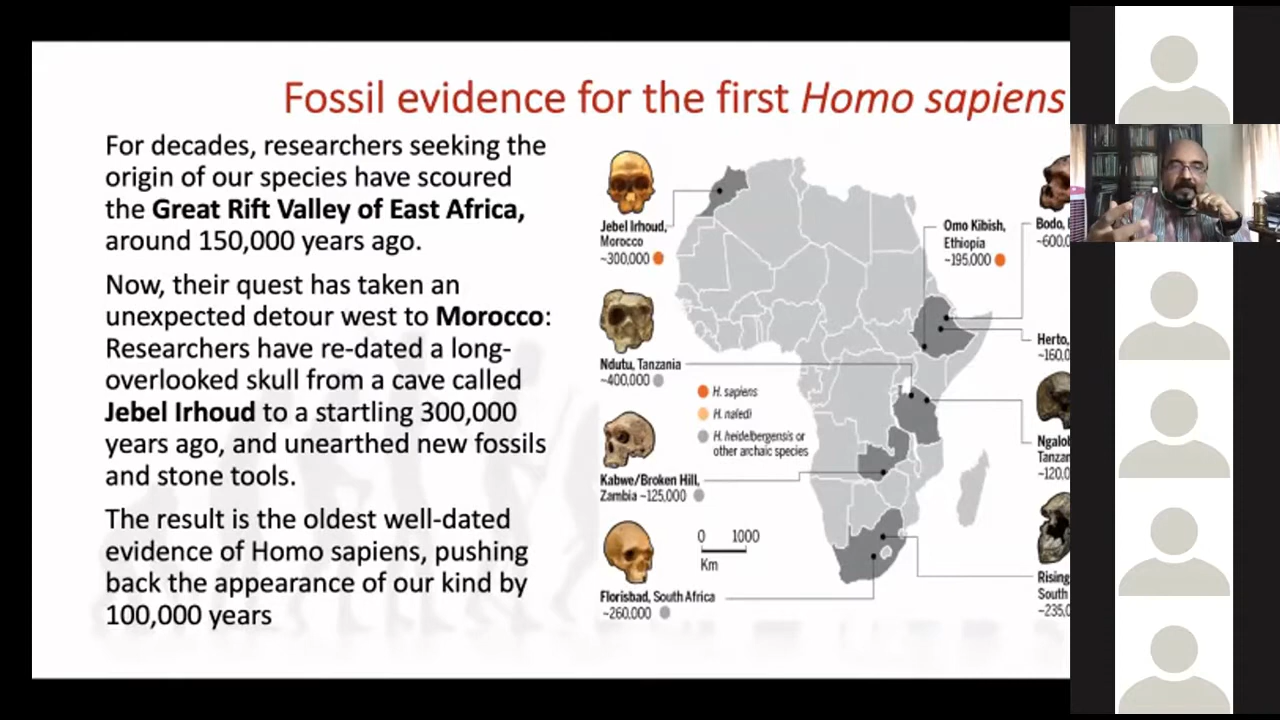 Fossil evidence for the first Homo sapiens
For decades, researchers seeking the
origin of our species have scoured
the Great Rift Valley of East Africa,
around 150,000 years ago.
Now, their quest has taken an
unexpected detour west to Morocco:
Researchers have re-dated a long-
overlooked skull from a cave called
Jebel Irhoud to a startling 300,000
years ago, and unearthed new fossils
and stone tools.
The result is the oldest well-dated
evidence of Homo sapiens, pushing
back the appearance of our kind by
100,000 years
Jebel Irhoud,
Morocco
~300,000
Ndutu, Tanzania
~400,000
H. sapiens
H. naledi
H. heidelbergensis or
other archaic species
Kabwe/Broken Hill,
Zambia ~125,000
0 1000
Km
Florisbad, South Africa
~260,000
Omo Kibish,
Ethiopia
~195,000
Bodo,
~600,
Herto,
~160,0
Tanzan
~120,0
Rising
South
~235,0